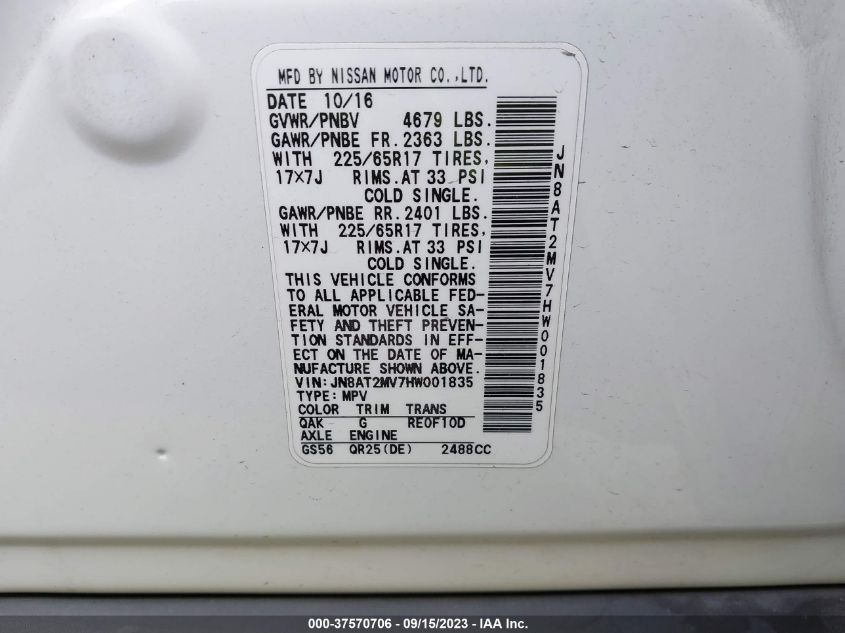 MFD BY NISSAN MOTOR CO.,LTD.
DATE 10/16
GVWR/PNBV 4679 LBS.
GAWR/PNBE FR. 2363 LBS.
WITH 225/65R17 TIRES,
17×7J RIMS. AT 33 PSI
COLD SINGLE.
GAWR/PNBE RR. 2401 LBS.
WITH 225/65R17 TIRES,
17×7J RIMS. AT 33 PSI
COLD SINGLE.
THIS VEHICLE CONFORMS
TO ALL APPLICABLE FED-
ERAL MOTOR VEHICLE SA-
FETY AND THEFT PREVEN-
TION STANDARDS IN EFF-
ECT ON THE DATE OF MA-
NUFACTURE SHOWN ABOVE.
VIN: JN8AT2MV7HW001835
TYPE: MPV
COLOR TRIM TRANS
QAK G RE0F10D
AXLE ENGINE
GS56 QR25(DE) 2488CC
JN8AT2MV7HW001835
000-37570706 - 09/15/2023 - IAA Inc.